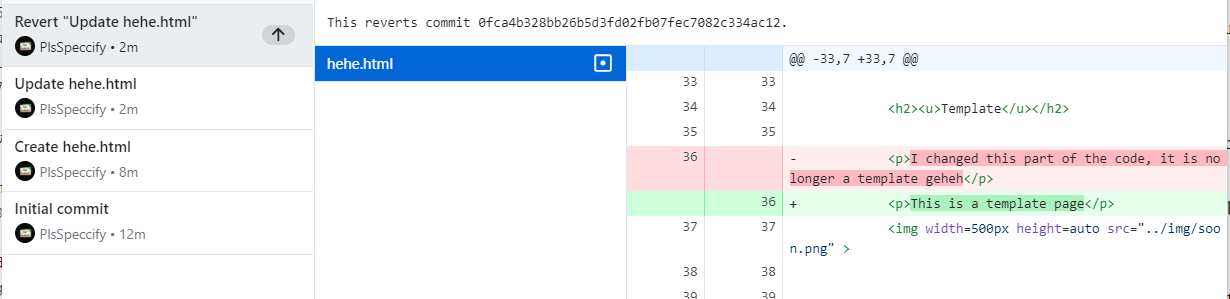 Revert "Update hehe.html"
PlsSpeccify • 2m
Update hehe.html
PlsSpeccify • 2m
Create hehe.html
PlsSpeccify • 8m
Initial commit
PlsSpeccify • 12m
This reverts commit 0fca4b328bb26b5d3fd02fb07fec7082c334ac12.
hehe.html
@@ -33,7 +33,7 @@
33 33
34 34 <h2><u>Template</u></h2>
35 35
36 - <p>I changed this part of the code, it is no
longer a template geheh</p>
36 + <p>This is a template page</p>
37 37 <img width=500px height=auto src="../img/soo
n.png" >
38 38
39 39